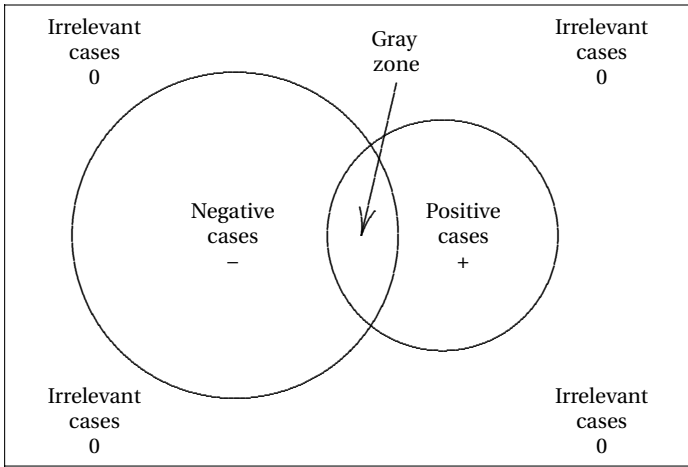 Irrelevant
cases
0
Gray
zone
Irrelevant
cases
0
Negative
cases
–
Positive
cases
+
Irrelevant
cases
0
Irrelevant
cases
0